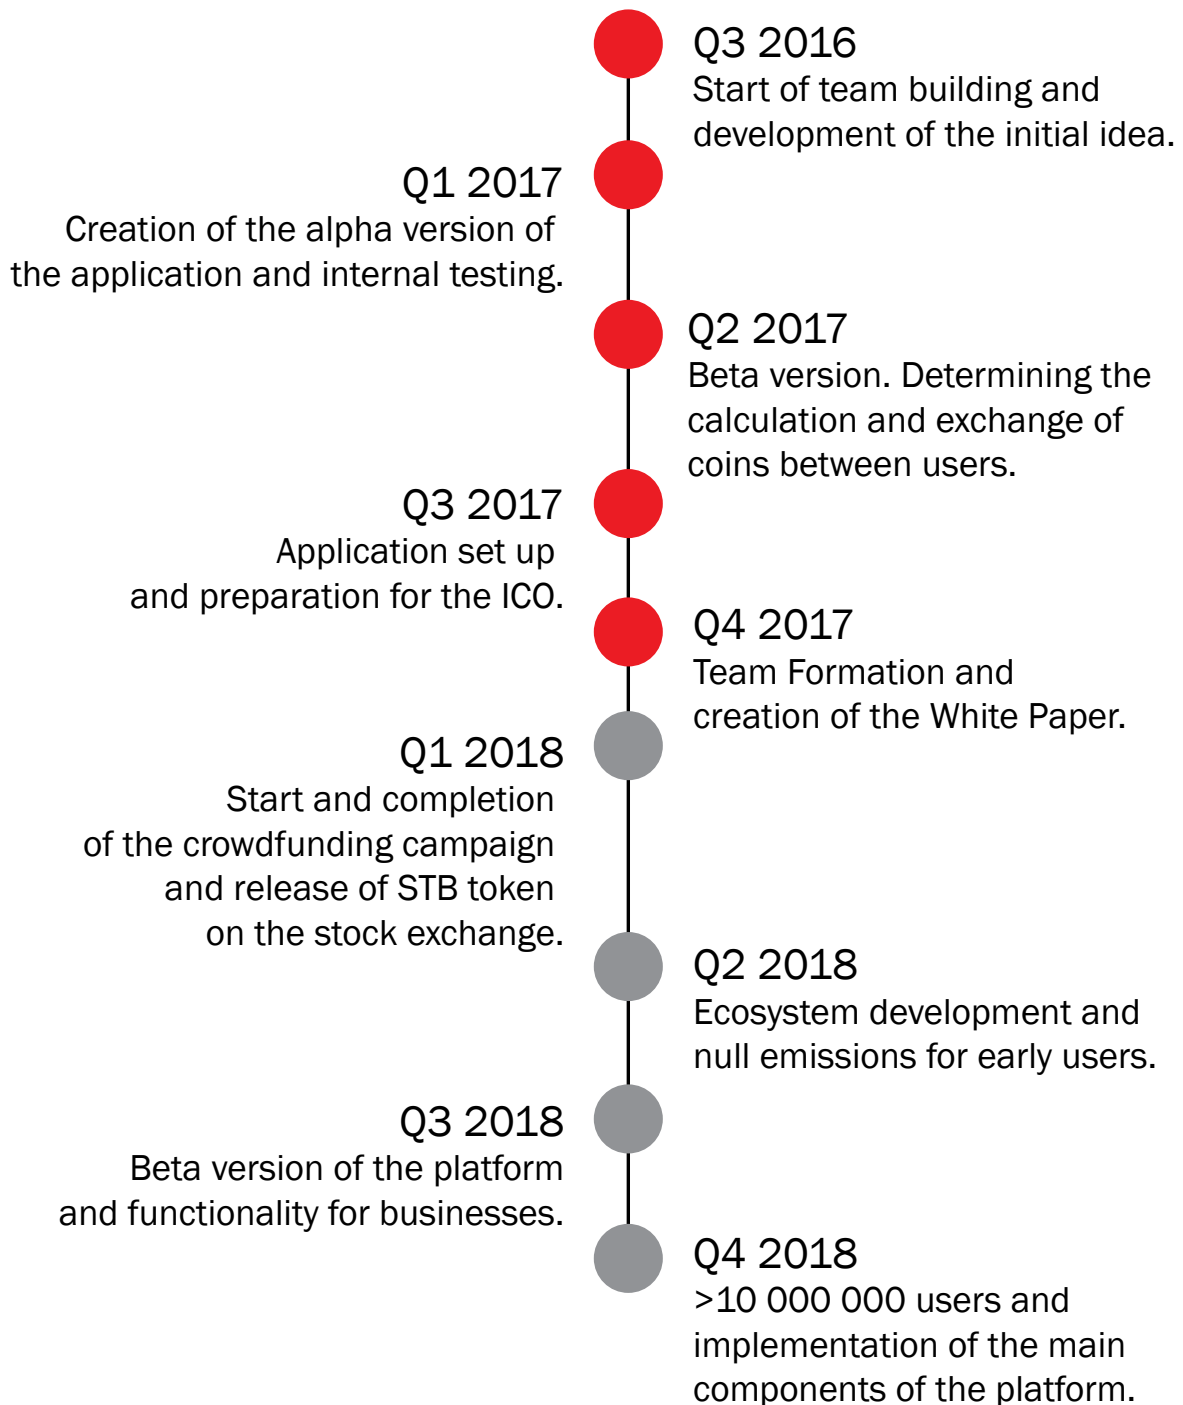 Q3 2016
Start of team building and
development of the initial idea.
Q1 2017
Creation of the alpha version of
the application and internal testing.
Q2 2017
Beta version. Determining the
calculation and exchange of
coins between users.
Q3 2017
Application set up
and preparation for the ICO.
Q4 2017
Team Formation and
creation of the White Paper.
Q1 2018
Start and completion
of the crowdfunding campaign
and release of STB token
on the stock exchange.
Q2 2018
Ecosystem development and
null emissions for early users.
Q3 2018
Beta version of the platform
and functionality for businesses.
Q4 2018
>10 000 000 users and
implementation of the main
components of the platform.